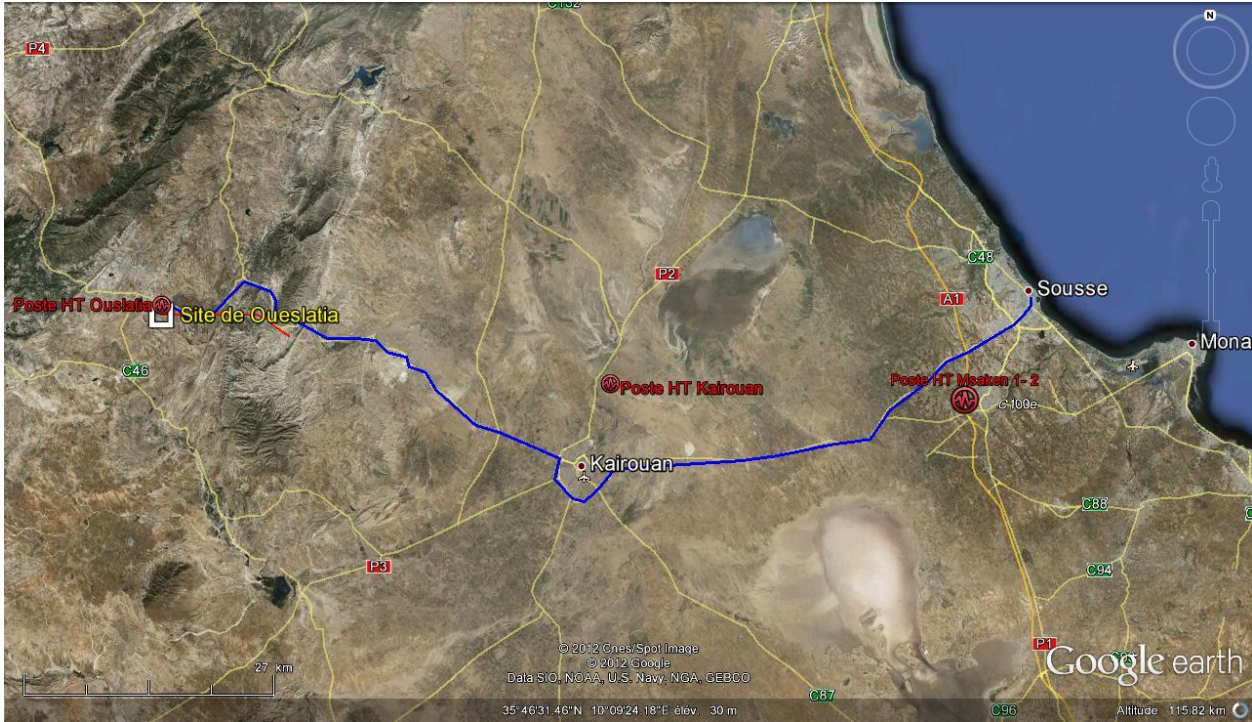 C132
N
P4
P2
C48
A1
Sousse
Poste HT Ouslatia
Site de Oueslatia
Mona
C46
Poste HT Kairouan
Poste HT Msaken 1- 2
C100e
Kairouan
C88
P3
C94
P1
27 km
© 2012 Cnes/Spot Image
© 2012 Google
Data SIO, NOAA, U.S. Navy, NGA, GEBCO
Google earth
C87
C96
35°46'31.46"N 10°09'24.18"E élév. 30 m
Altitude 115.82 km